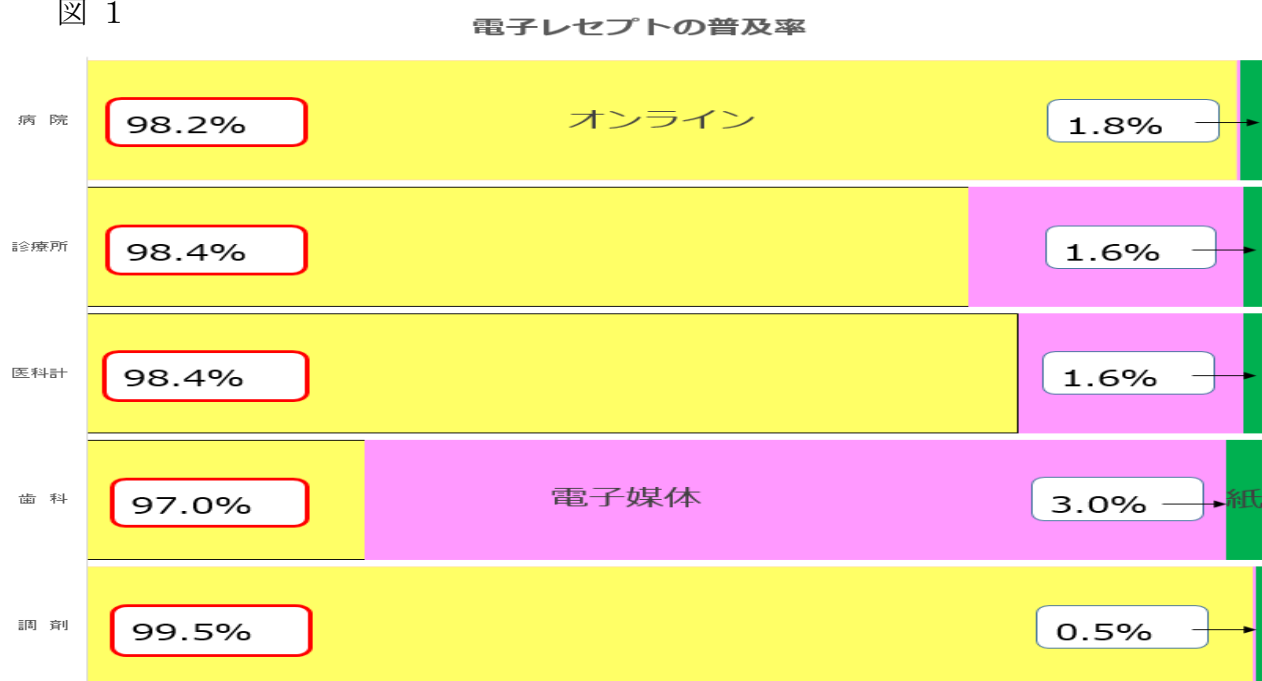 図 1
電子レセプトの普及率
病 院
98.2%
オンライン
1.8%
診療所
98.4%
1.6%
医科計
98.4%
1.6%
歯 科
97.0%
電子媒体
3.0%
紙
調 剤
99.5%
0.5%